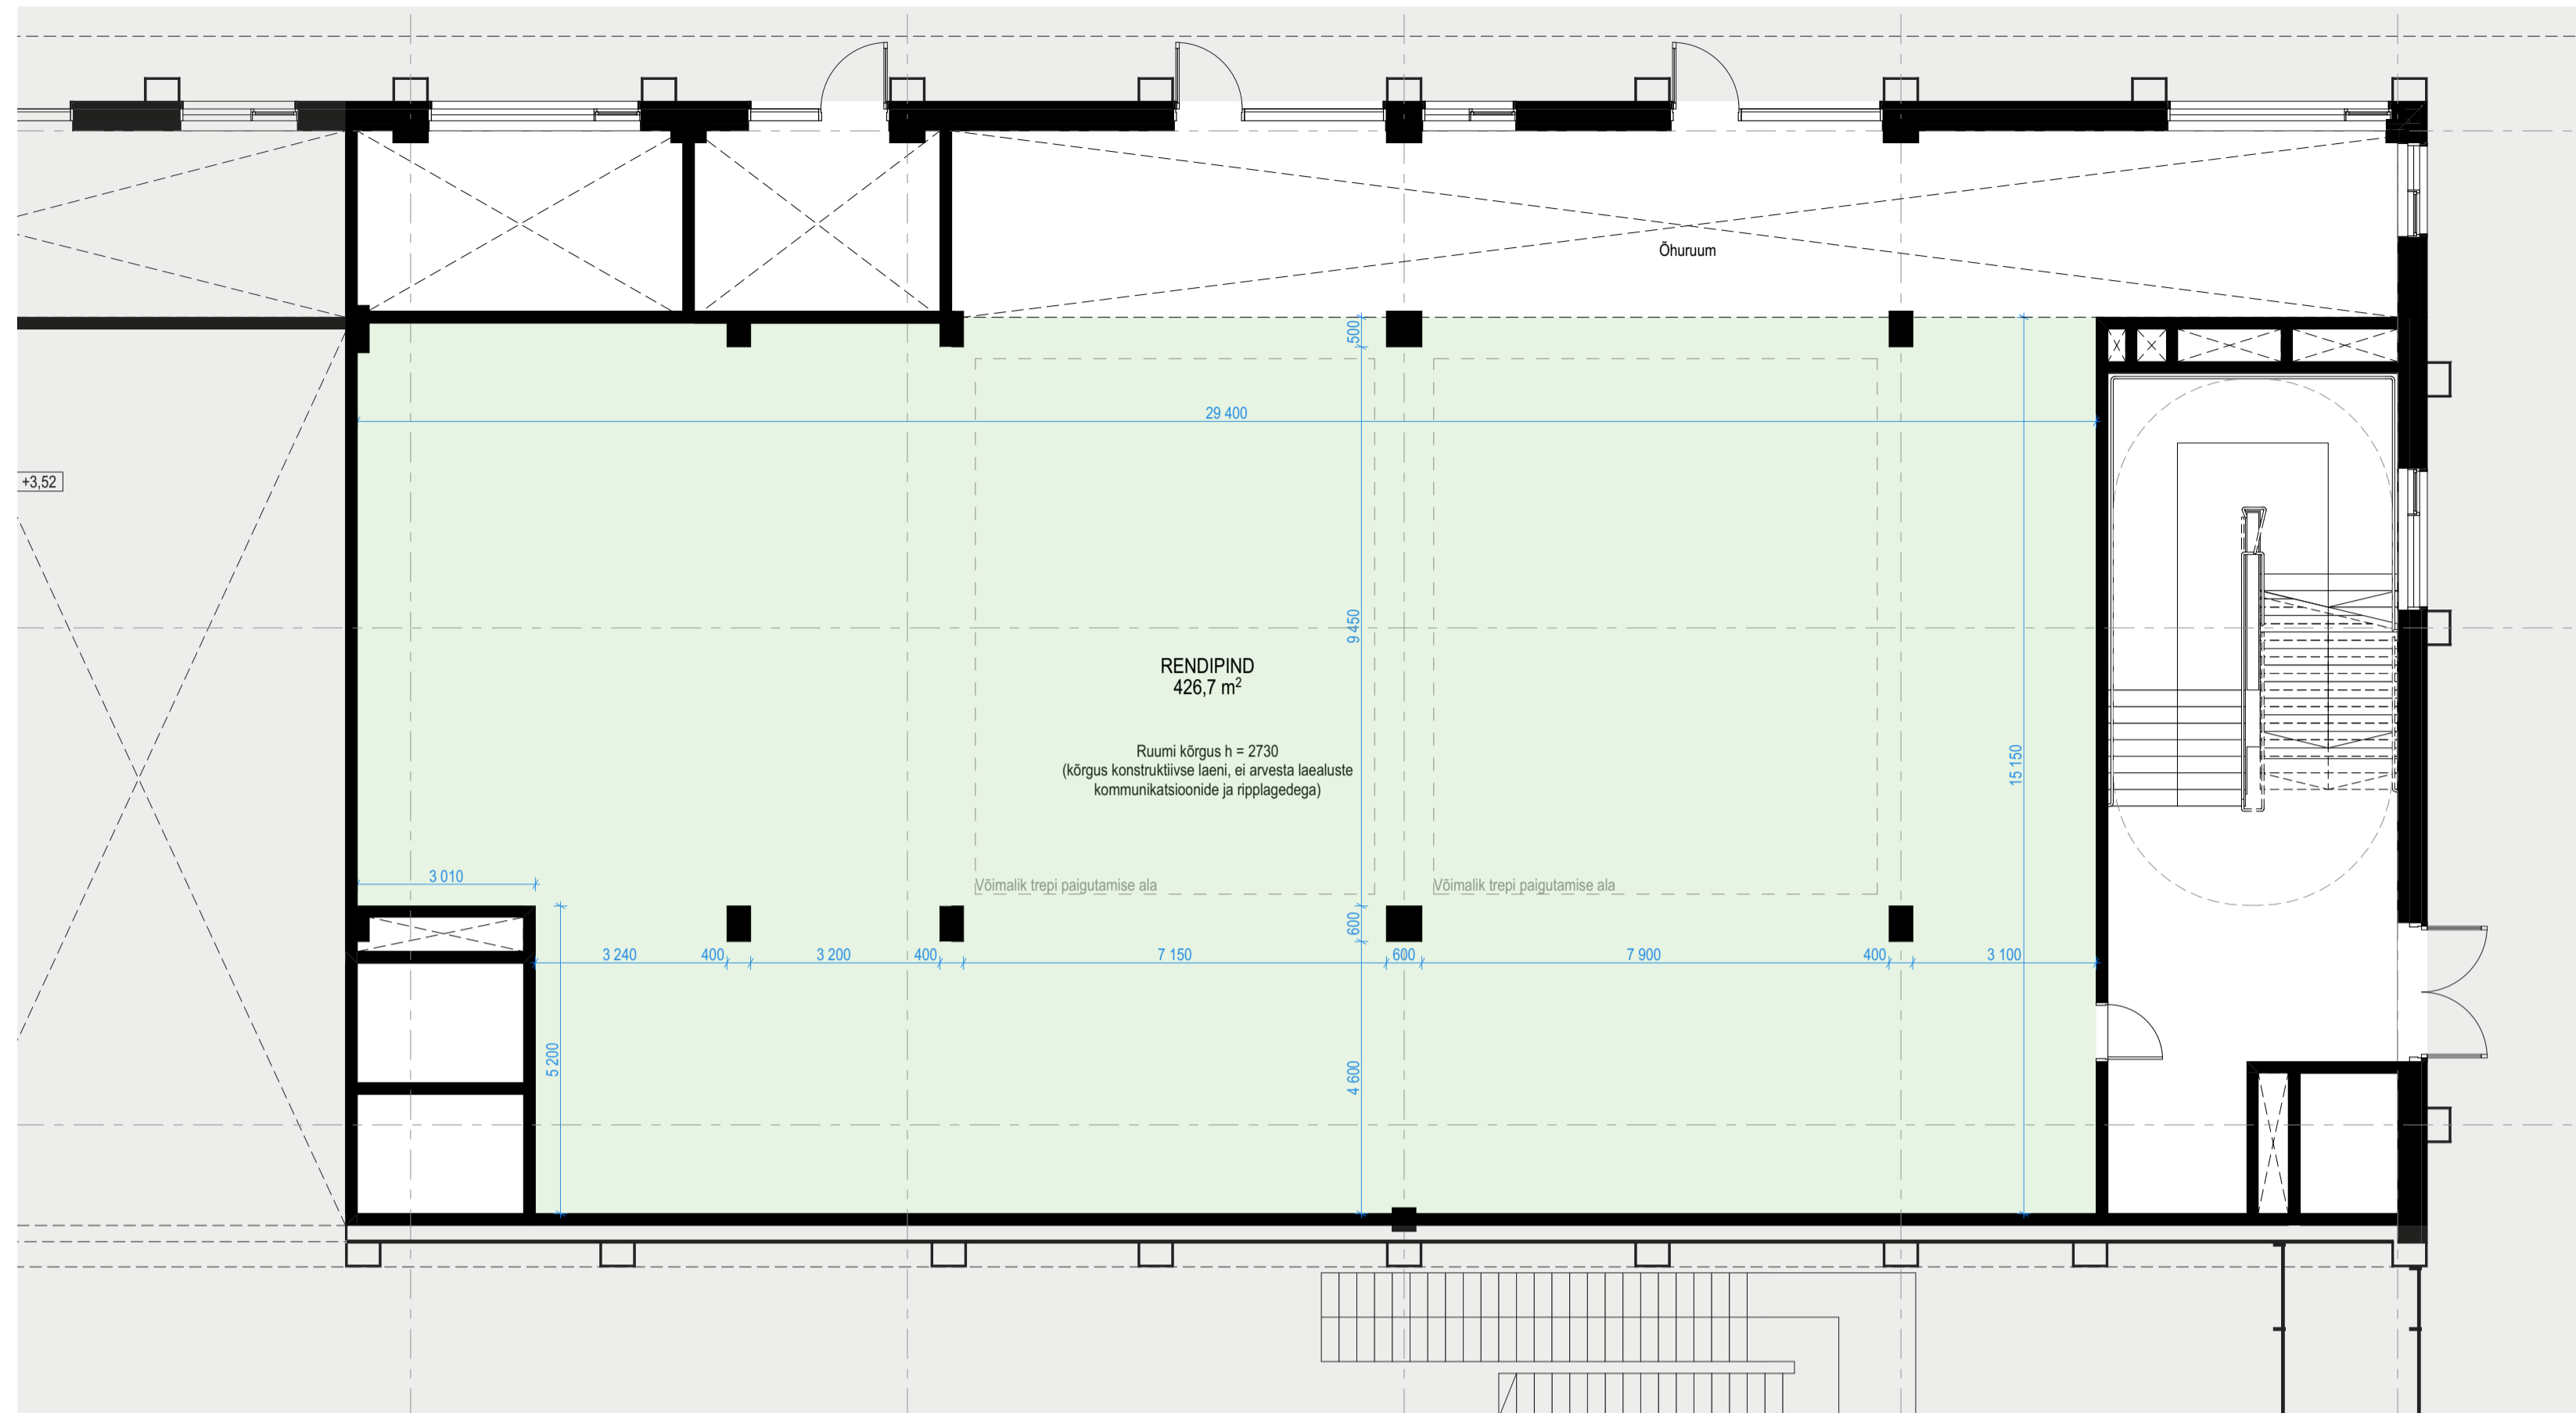 Õhuruum
500
29 400
+3,52
9 450
RENDIPIND
426,7 m²
Ruumi kõrgus h = 2730
(kõrgus konstruktiivse laeni, ei arvesta laealuste
kommunikatsioonide ja ripplagedega)
15 150
3 010
Võimalik trepi paigutamise ala
Võimalik trepi paigutamise ala
600
3 240
400
3 200
400
7 150
600
7 900
400
3 100
5 200
4 600